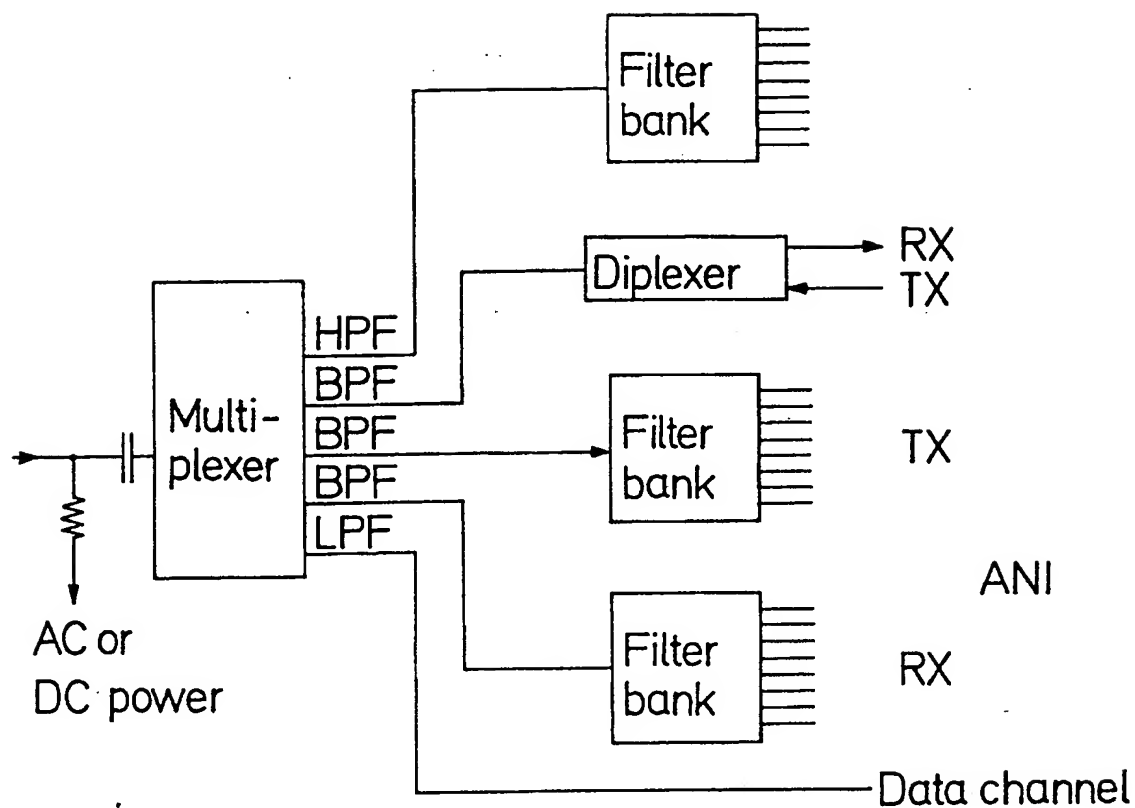 Filter
bank
RX
Diplexer
TX
HPF
BPF
Multi-
plexer
BPF
BPF
LPF
Filter
bank
TX
ANI
AC or
DC power
Filter
bank
RX
Data channel